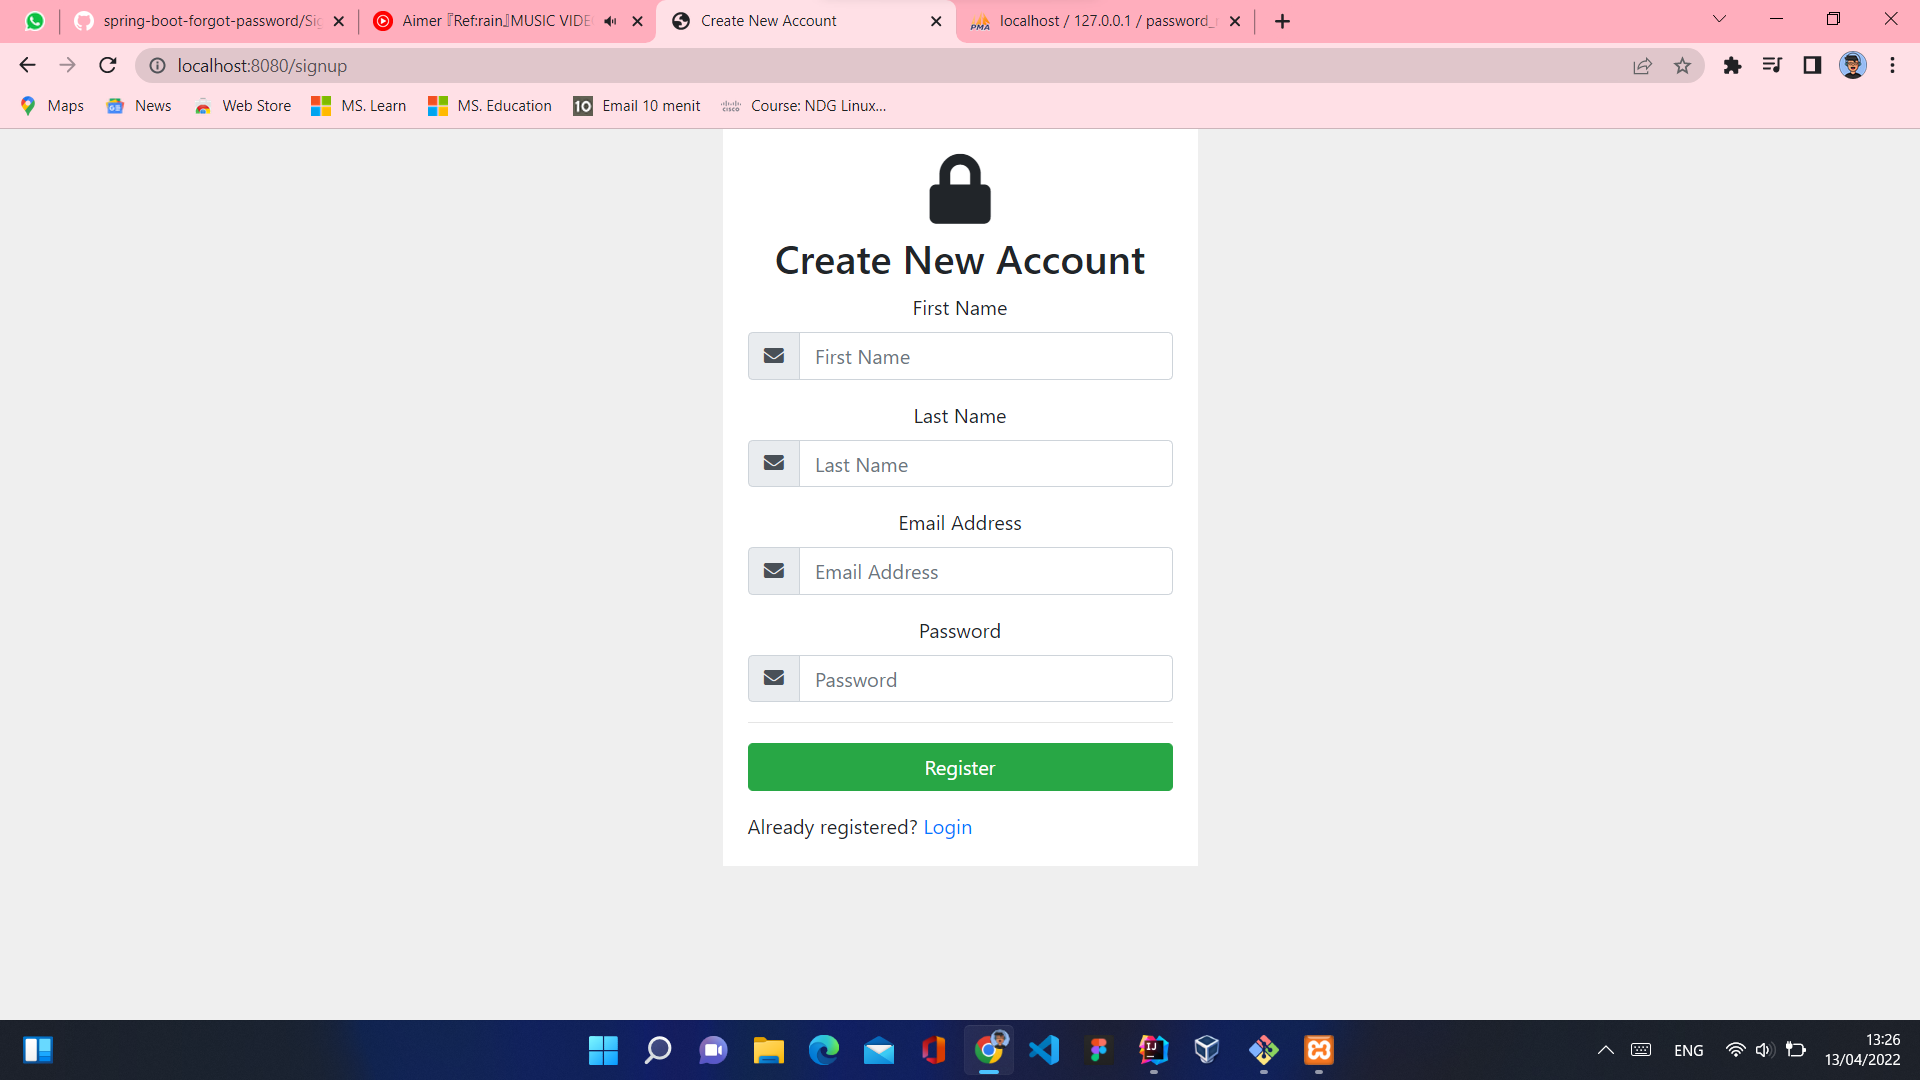 spring-boot-forgot-password/Sig
Aimer 『Ref:rain』MUSIC VIDE
Create New Account
localhost / 127.0.0.1 / password_
localhost:8080/signup
Maps
News
Web Store
MS. Learn
MS. Education
10
Email 10 menit
cisco
Course: NDG Linux...
Create New Account
First Name
First Name
Last Name
Last Name
Email Address
Email Address
Password
Password
Register
Already registered? Login
ENG
13:26
13/04/2022